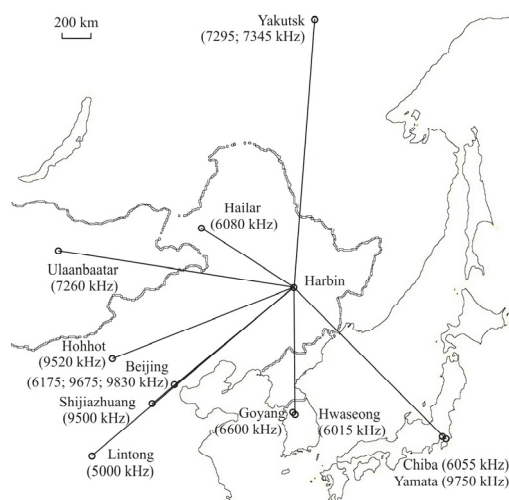 Yakutsk
200 km
(7295; 7345 kHz)
Hailar
(6080 kHz)
Ulaanbaatar
(7260 kHz)
Harbin
Hohhot
(9520 kHz)
Beijing
(6175; 9675; 9830 kHz)
Shijiazhuang
(9500 kHz)
Goyang
(6600 kHz)
Hwaseong
(6015 kHz)
Lintong
(5000 kHz)
Chiba (6055 kHz)
Yamata (9750 kHz)